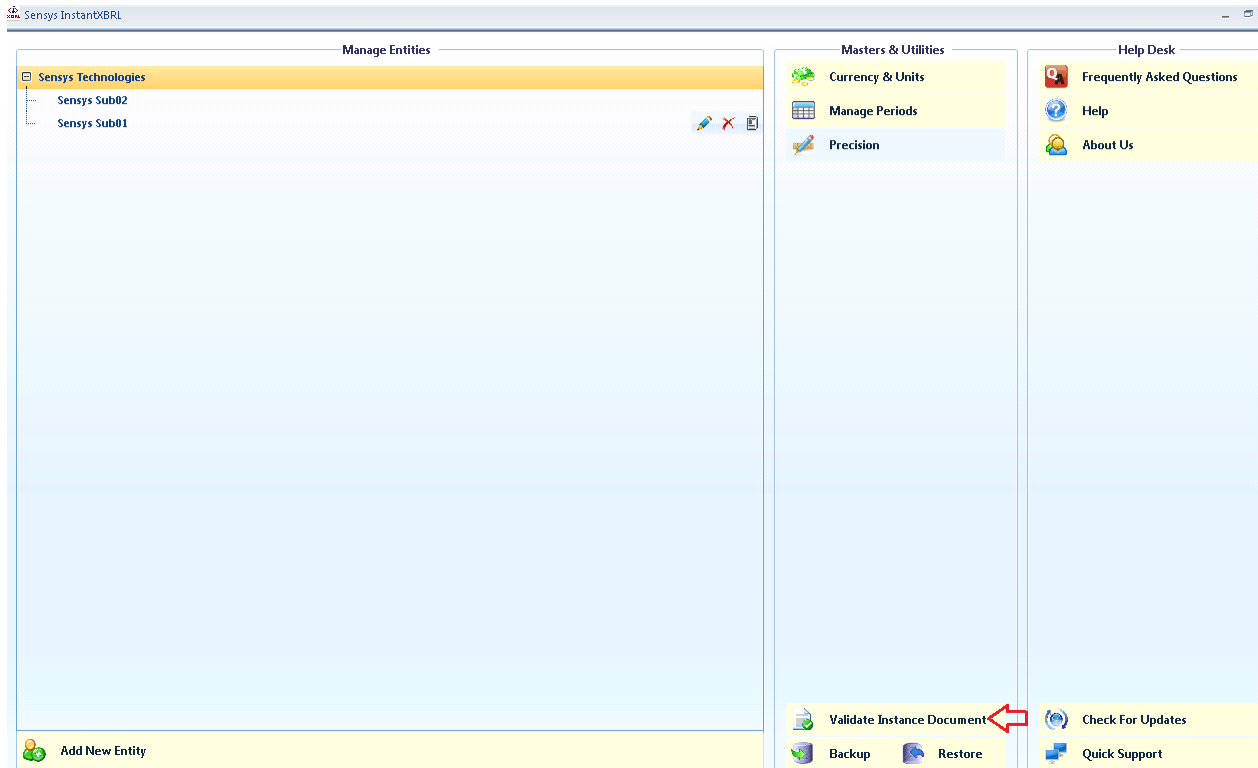 Sensys InstantXBRL
Manage Entities
Sensys Technologies
Sensys Sub02
Sensys Sub01
Add New Entity
Masters & Utilities
Currency & Units
Manage Periods
Precision
Validate Instance Document
Backup
Restore
Help Desk
Frequently Asked Questions
Help
About Us
Check For Updates
Quick Support